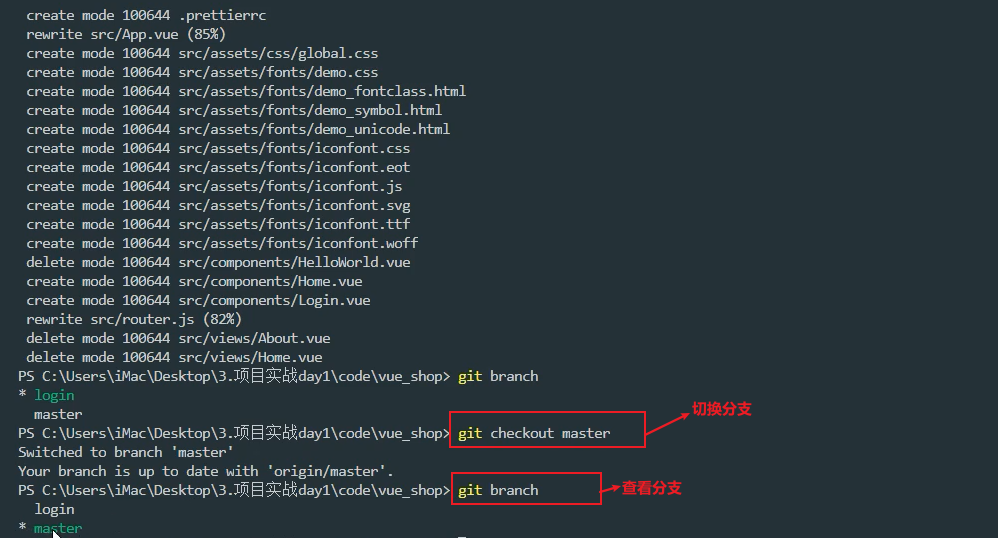 create mode 100644 .prettierrc
rewrite src/App.vue (85%)
create mode 100644 src/assets/css/global.css
create mode 100644 src/assets/fonts/demo.css
create mode 100644 src/assets/fonts/demo_fontclass.html
create mode 100644 src/assets/fonts/demo_symbol.html
create mode 100644 src/assets/fonts/demo_unicode.html
create mode 100644 src/assets/fonts/iconfont.css
create mode 100644 src/assets/fonts/iconfont.eot
create mode 100644 src/assets/fonts/iconfont.js
create mode 100644 src/assets/fonts/iconfont.svg
create mode 100644 src/assets/fonts/iconfont.ttf
create mode 100644 src/assets/fonts/iconfont.woff
delete mode 100644 src/components/HelloWorld.vue
create mode 100644 src/components/Home.vue
create mode 100644 src/components/Login.vue
rewrite src/router.js (82%)
delete mode 100644 src/views/About.vue
delete mode 100644 src/views/Home.vue
PS C:\Users\iMac\Desktop\3.项目实战day1\code\vue_shop> git branch
* login
master
PS C:\Users\iMac\Desktop\3.项目实战day1\code\vue_shop> git checkout master 切换分支
Switched to branch 'master'
Your branch is up to date with 'origin/master'.
PS C:\Users\iMac\Desktop\3.项目实战day1\code\vue_shop> git branch 查看分支
login
* master